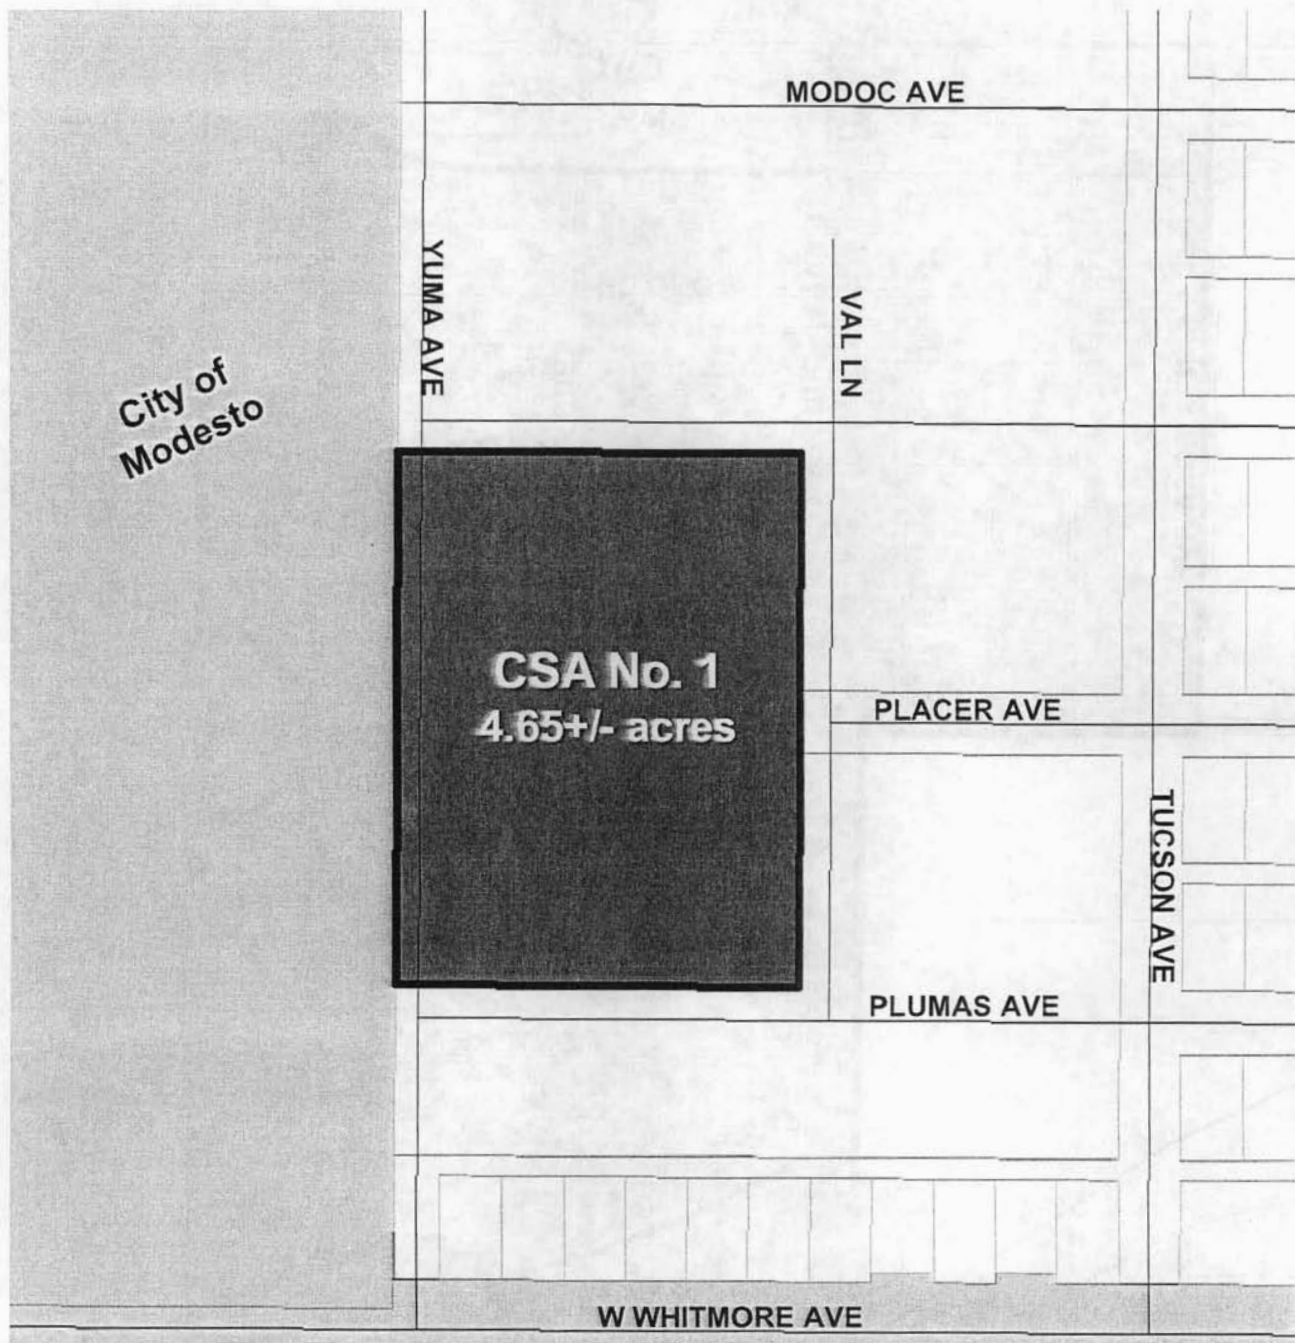 MODOC AVE
YUMA AVE
VAL LN
City of
Modesto
CSA No. 1
4.65+/- acres
PLACER AVE
TUCSON AVE
PLUMAS AVE
W WHITMORE AVE